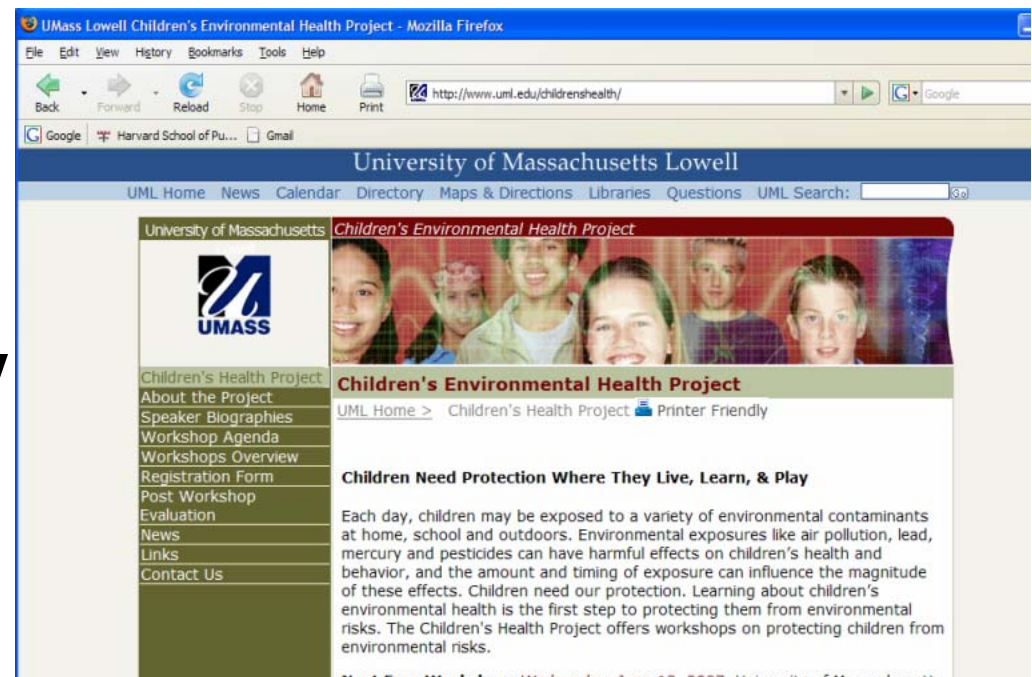 UMass Lowell Children's Environmental Health Project - Mozilla Firefox
File Edit View History Bookmarks Tools Help
Back Forward Reload Stop Home Print http://www.uml.edu/childrenshealth/ G Google
G Google Harvard School of Pu... Gmail
University of Massachusetts Lowell
UML Home News Calendar Directory Maps & Directions Libraries Questions UML Search: Go
University of Massachusetts
UMASS
Children's Health Project
About the Project
Speaker Biographies
Workshop Agenda
Workshops Overview
Registration Form
Post Workshop
Evaluation
News
Links
Contact Us
Children's Environmental Health Project
Children's Environmental Health Project
UML Home > Children's Health Project Printer Friendly
Children Need Protection Where They Live, Learn, & Play
Each day, children may be exposed to a variety of environmental contaminants
at home, school and outdoors. Environmental exposures like air pollution, lead,
mercury and pesticides can have harmful effects on children's health and
behavior, and the amount and timing of exposure can influence the magnitude
of these effects. Children need our protection. Learning about children's
environmental health is the first step to protecting them from environmental
risks. The Children's Health Project offers workshops on protecting children from
environmental risks.